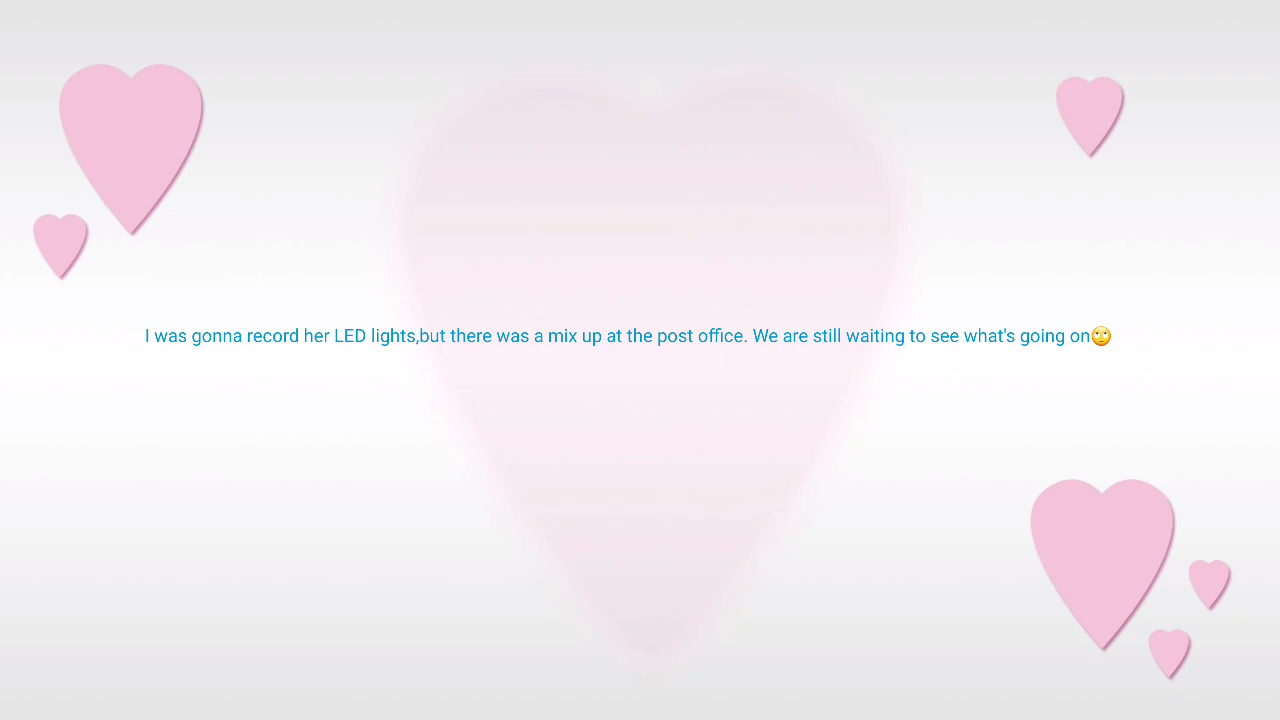 I was gonna record her LED lights,but there was a mix up at the post office. We are still waiting to see what's going on🙄